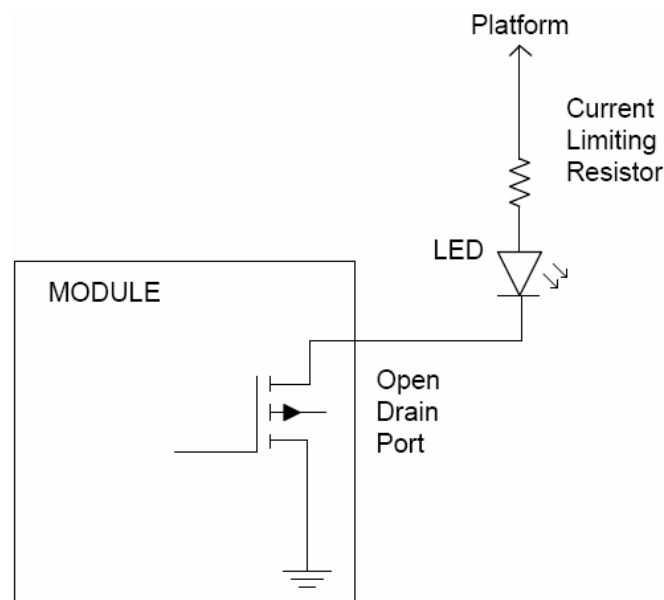 Platform
Current
Limiting
Resistor
LED
MODULE
Open
Drain
Port